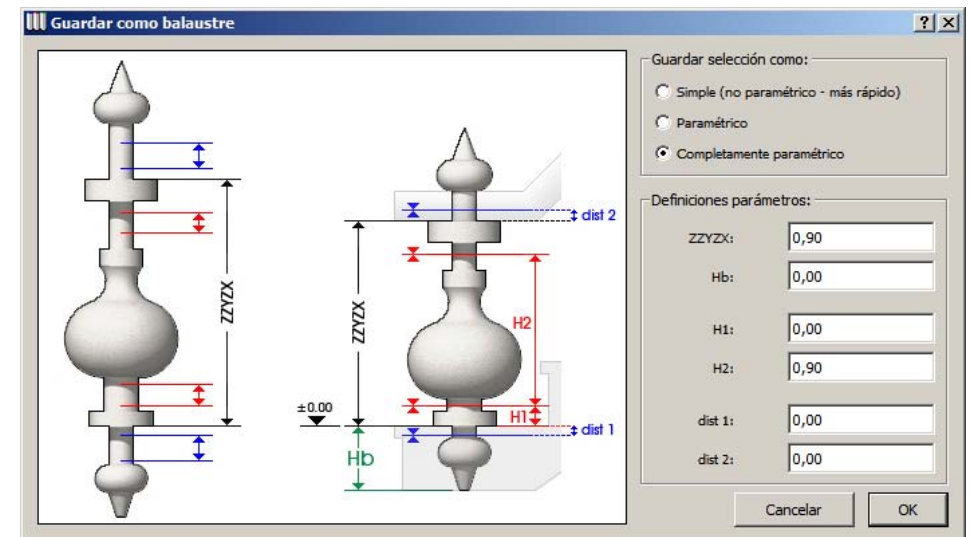 Guardar como balaustre
ZZYZX
dist 2
ZZYZX
H2
±0.00
H1
dist 1
Hb
Guardar selección como:
Simple (no paramétrico - más rápido)
Paramétrico
Completamente paramétrico
Definiciones parámetros:
ZZYZX: 0,90
Hb: 0,00
H1: 0,00
H2: 0,90
dist 1: 0,00
dist 2: 0,00
Cancelar OK